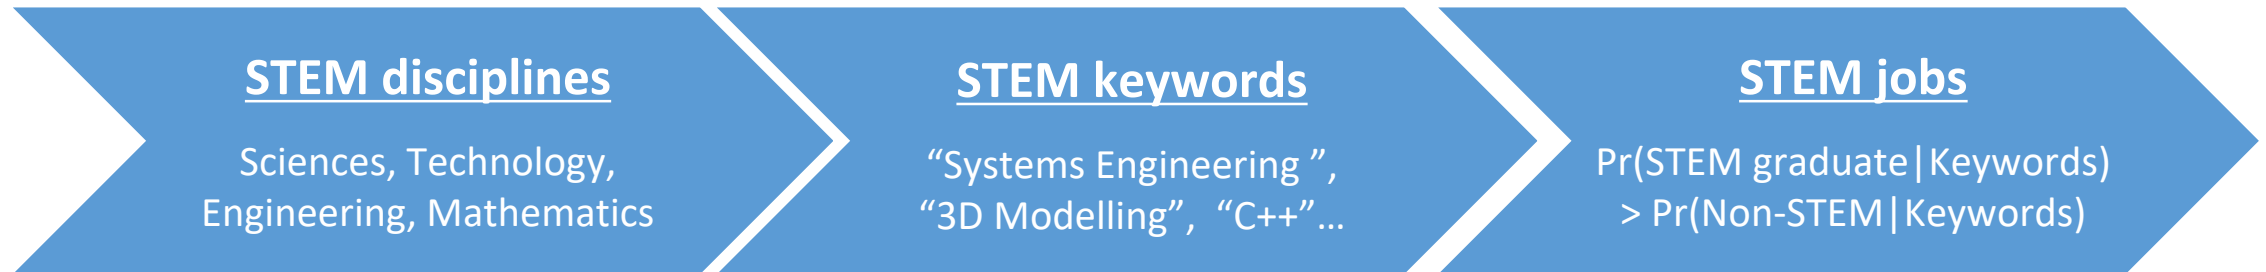 STEM disciplines
Sciences, Technology,
Engineering, Mathematics
STEM keywords
“Systems Engineering ”,
“3D Modelling”,  “C++”…
STEM jobs
Pr(STEM graduate|Keywords)
> Pr(Non-STEM|Keywords)